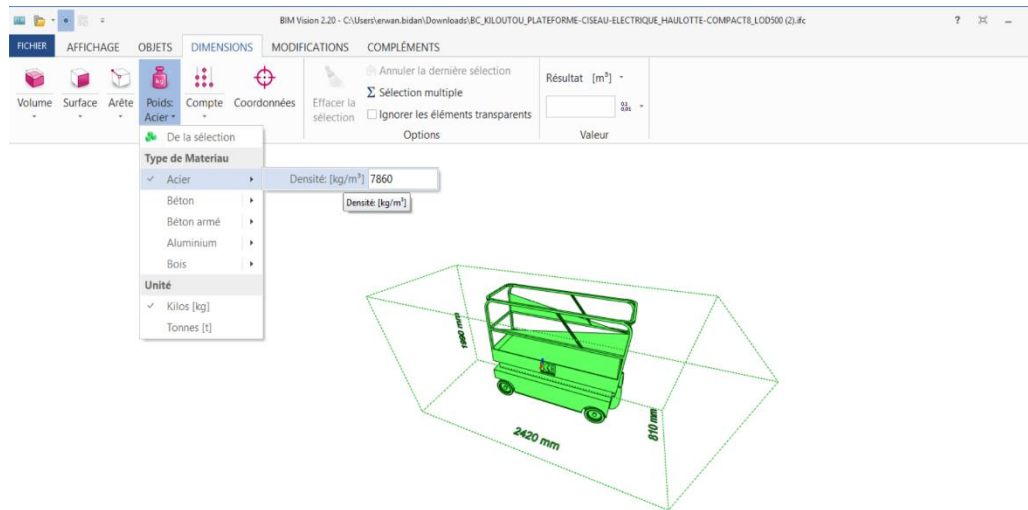 BIM Vision 2.20 - C:\Users\erwan.bidan\Downloads\BC_KILOUTOU_PLATEFORME-CISEAU-ELECTRIQUE_HAULOTTE-COMPACT8_LOD500 (2).ifc
FICHIER AFFICHAGE OBJETS DIMENSIONS MODIFICATIONS COMPLÉMENTS
Volume Surface Arête Poids: Acier Compte Coordonnées
Effacer la sélection
Annuler la dernière sélection
Σ Sélection multiple
Ignorer les éléments transparents
Options
Résultat [m³]
Valeur
De la sélection
Type de Materiau
Acier
Densité: [kg/m³] 7860
Densité: [kg/m³]
Béton
Béton armé
Aluminium
Bois
Unité
Kilos [kg]
Tonnes [t]
2420 mm
810 mm